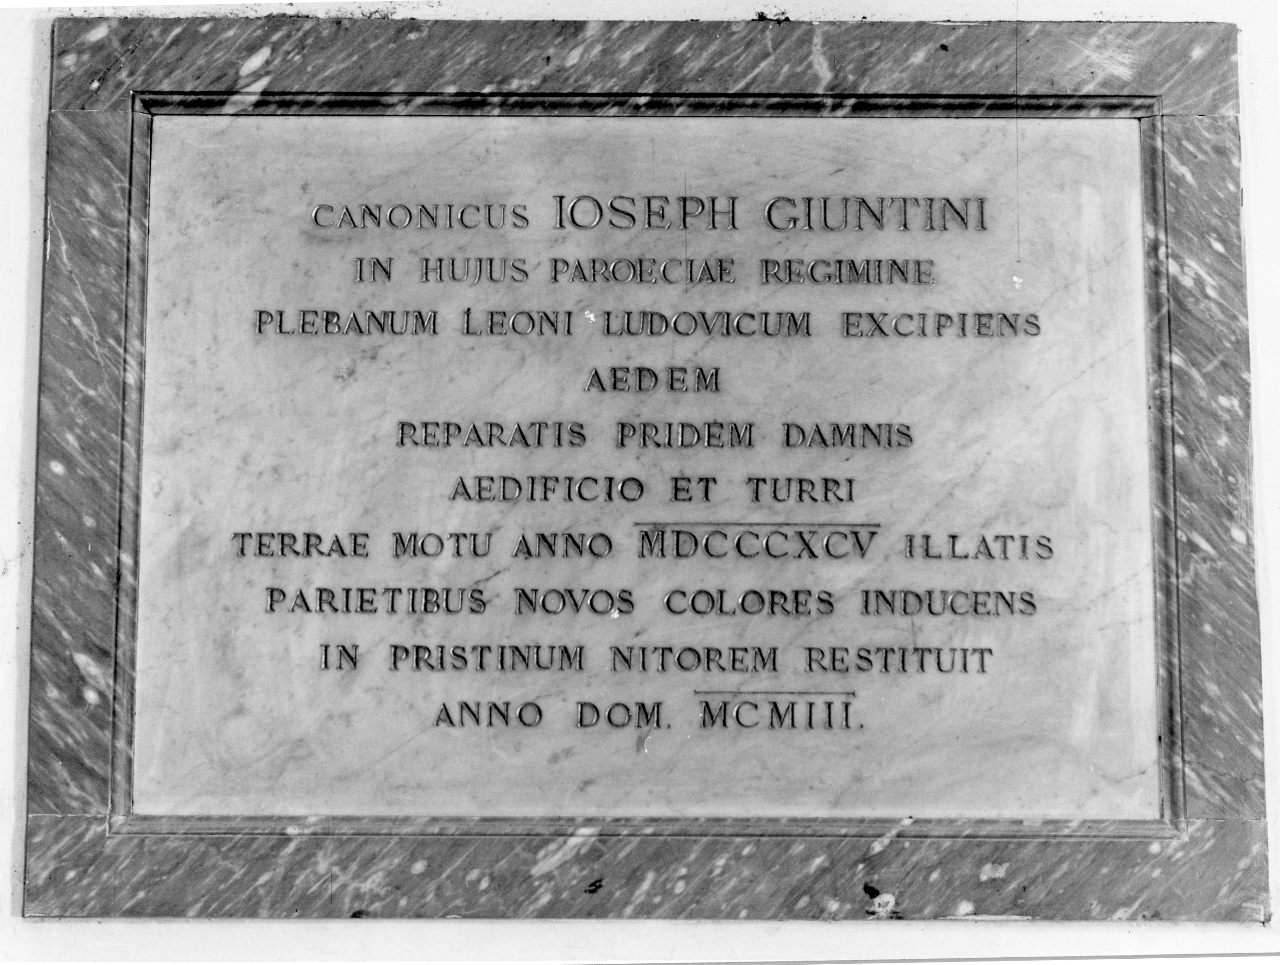 CANONICUS IOSEPH GIUNTINI
IN HUJUS PAROECIAE REGIMINE
PLEBANUM LEONI LUDOVICUM EXCIPIENS
AEDEM
REPARATIS PRIDEM DAMNIS
AEDIFICIO ET TURRI
TERRAE MOTU ANNO MDCCCXCV ILLATIS
PARIETIBUS NOVOS COLORES INDUCENS
IN PRISTINUM NITOREM RESTITUIT
ANNO DOM. MCMIII.